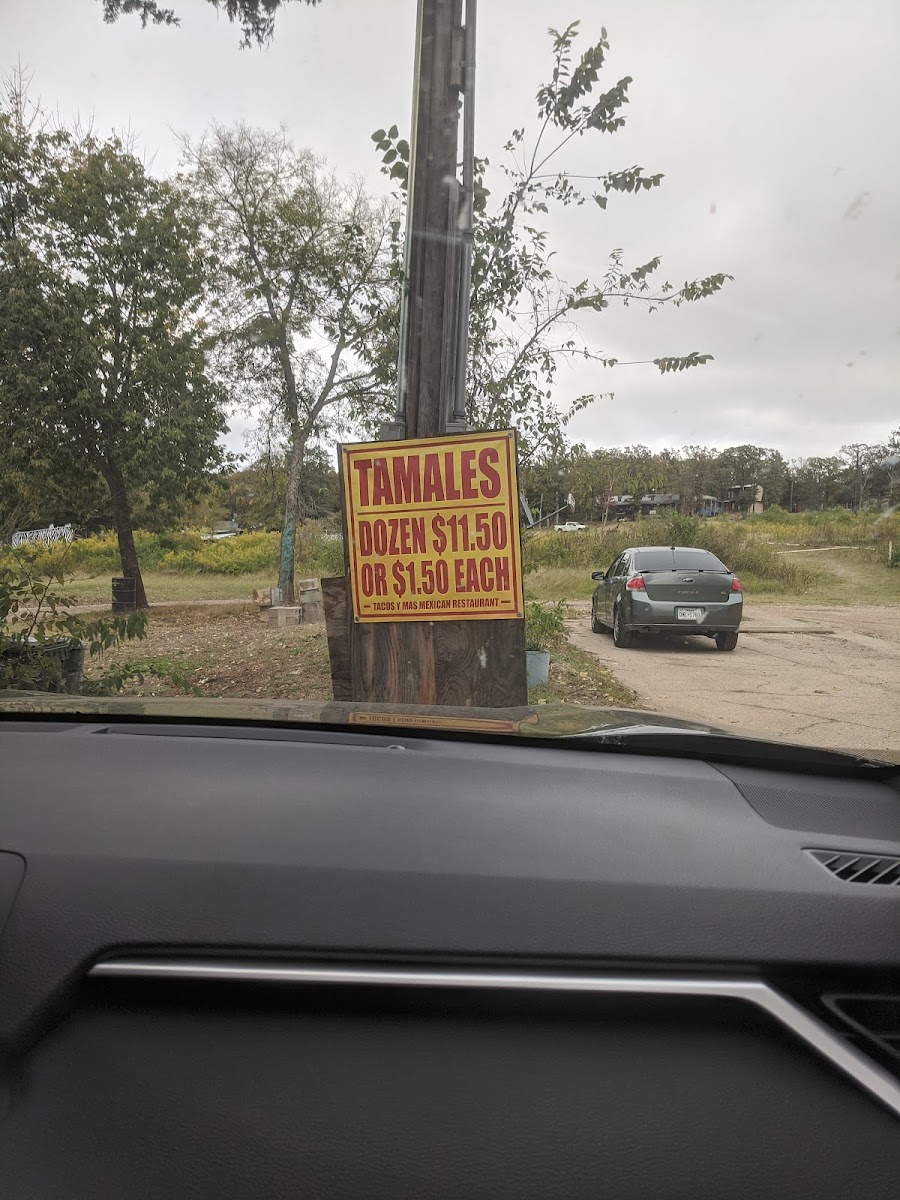 TAMALES
DOZEN $11.50
OR $1.50 EACH
– TACOS Y MAS MEXICAN RESTAURANT –